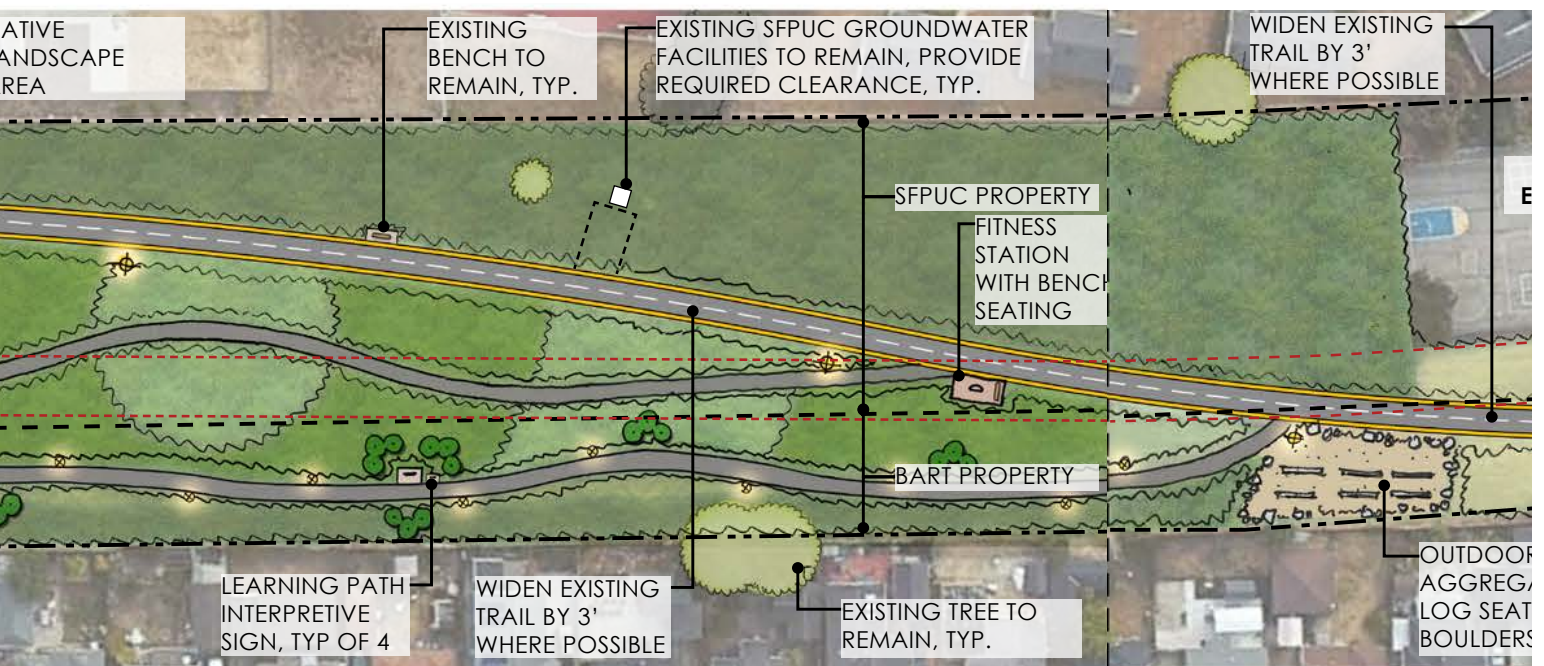 ATIVE
ANDSCAPE
REA
EXISTING
BENCH TO
REMAIN, TYP.
EXISTING SFPUC GROUNDWATER
FACILITIES TO REMAIN, PROVIDE
REQUIRED CLEARANCE, TYP.
WIDEN EXISTING
TRAIL BY 3'
WHERE POSSIBLE
SFPUC PROPERTY
E
FITNESS
STATION
WITH BENCH
SEATING
BART PROPERTY
LEARNING PATH
INTERPRETIVE
SIGN, TYP OF 4
WIDEN EXISTING
TRAIL BY 3'
WHERE POSSIBLE
EXISTING TREE TO
REMAIN, TYP.
OUTDOOR
AGGREGA
LOG SEAT
BOULDERS